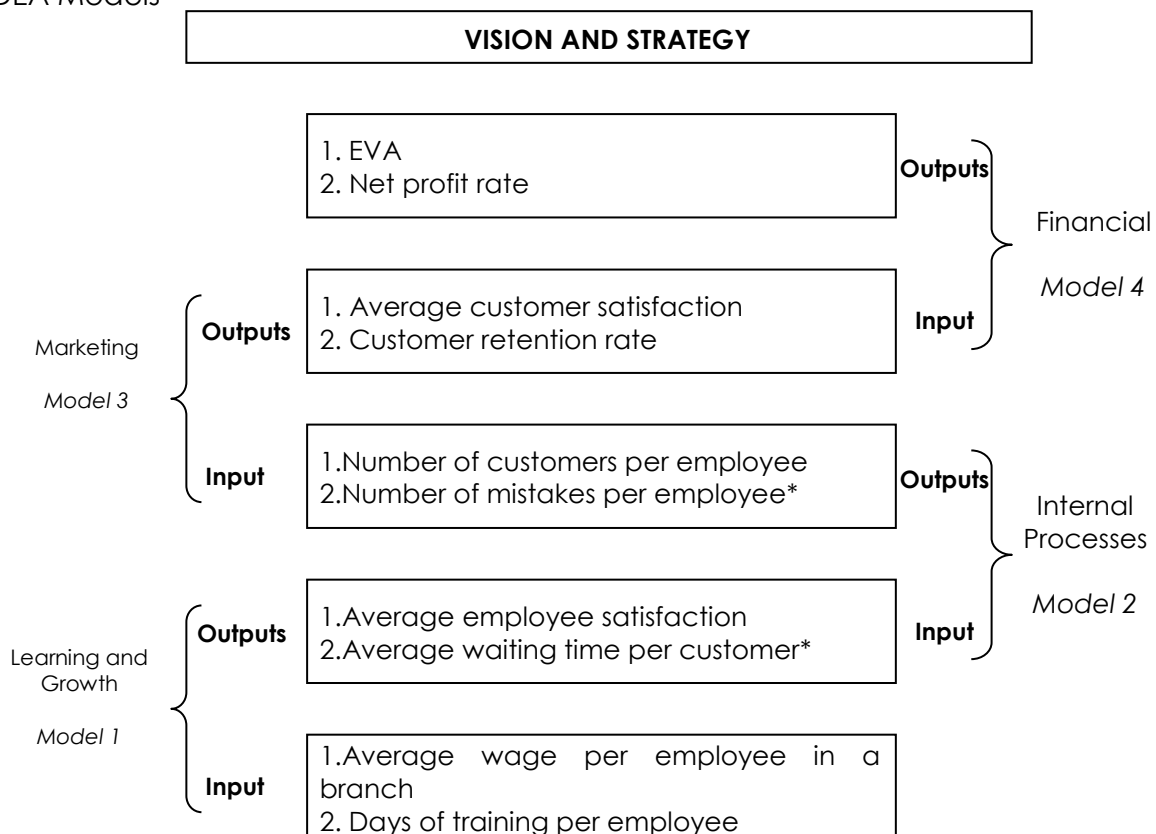 DEA Models
VISION AND STRATEGY
1. EVA
2. Net profit rate
Outputs
Financial
Model 4
1. Average customer satisfaction
2. Customer retention rate
Input
Outputs
Marketing
Model 3
Input
1.Number of customers per employee
2.Number of mistakes per employee*
Outputs
Internal
Processes
Model 2
1.Average employee satisfaction
2.Average waiting time per customer*
Input
Outputs
Learning and
Growth
Model 1
Input
1.Average wage per employee in a
branch
2. Days of training per employee